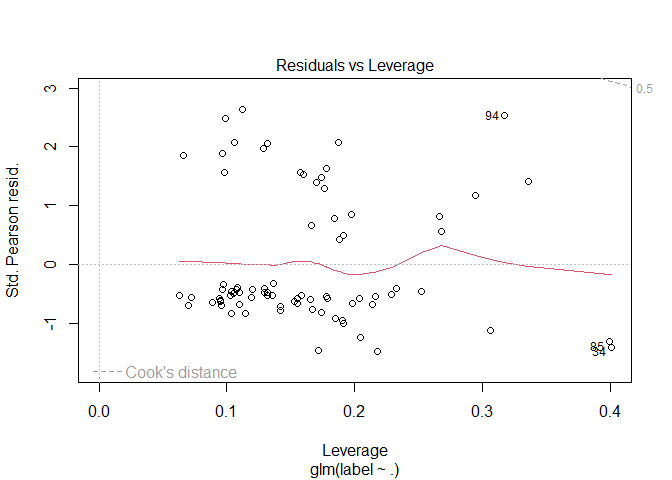 Residuals vs Leverage
3
2
1
0
-1
Std. Pearson resid.
0.5
94
85
34
Cook's distance
0.0
0.1
0.2
0.3
0.4
Leverage
glm(label ~ .)